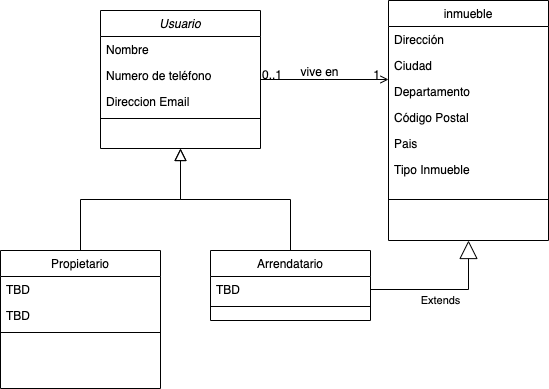 Usuario
Nombre
Numero de teléfono
Direccion Email
0..1
vive en
1
inmueble
Dirección
Ciudad
Departamento
Código Postal
Pais
Tipo Inmueble
Propietario
TBD
TBD
Arrendatario
TBD
Extends